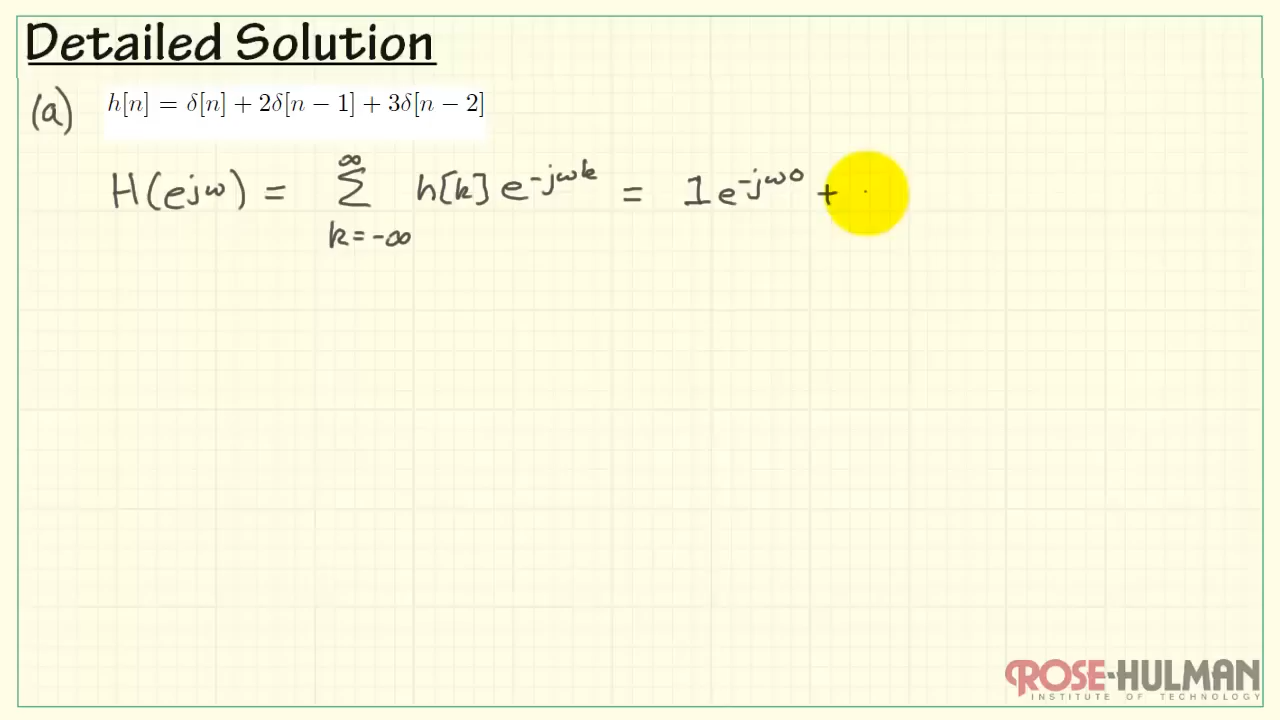 Detailed Solution
(a) h[n] = δ[n] + 2δ[n − 1] + 3δ[n − 2]
∞
H(ejω) = Σ h[k] e^-jωk = 1e^-jω0 +
k=-∞
ROSE-HULMAN
INSTITUTE OF TECHNOLOGY